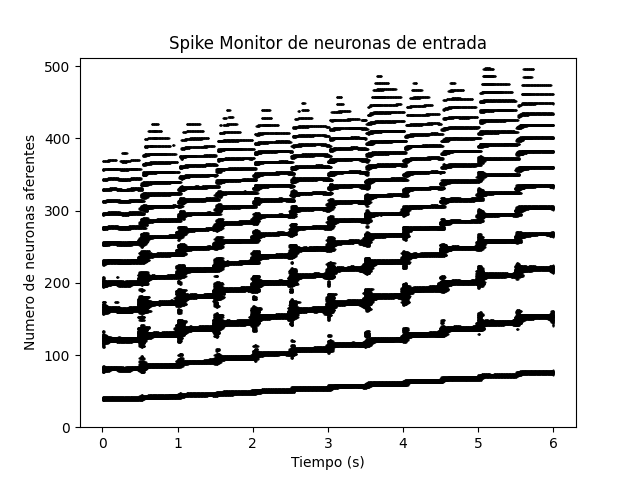 Spike Monitor de neuronas de entrada
500
400
300
200
100
0
Numero de neuronas aferentes
0 1 2 3 4 5 6
Tiempo (s)